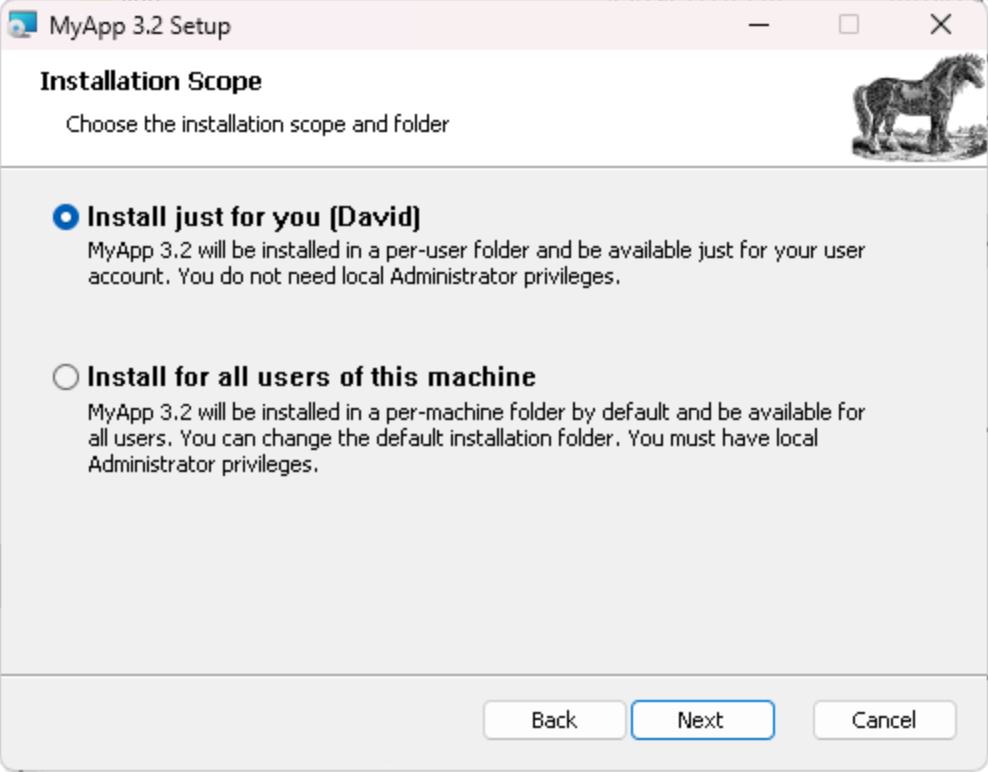 MyApp 3.2 Setup
Installation Scope
Choose the installation scope and folder
Install just for you (David)
MyApp 3.2 will be installed in a per-user folder and be available just for your user
account. You do not need local Administrator privileges.
Install for all users of this machine
MyApp 3.2 will be installed in a per-machine folder by default and be available for
all users. You can change the default installation folder. You must have local
Administrator privileges.
Back Next Cancel